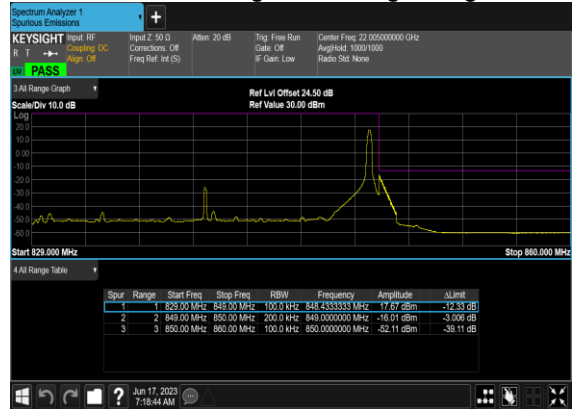 Spectrum Analyzer 1
Spurious Emissions
+
KEYSIGHT Input: RF Input Z: 50 Ω Atten: 20 dB Trig: Free Run Center Freq: 22.005000000 GHz
R T Coupling: DC Corrections: Off Gate: Off Avg|Hold: 1000/1000
Align: Off Freq Ref: Int (S) IF Gain: Low Radio Std: None
PASS
3 All Range Graph
Ref Lvl Offset 24.50 dB
Scale/Div 10.0 dB Ref Value 30.00 dBm
Log
20.0
10.0
0.00
-10.0
-20.0
-30.0
-40.0
-50.0
-60.0
Start 829.000 MHz Stop 860.000 MHz
4 All Range Table
Spur Range Start Freq Stop Freq RBW Frequency Amplitude ΔLimit
1 1 829.00 MHz 849.00 MHz 100.0 kHz 848.4333333 MHz 17.67 dBm -12.33 dB
2 2 849.00 MHz 850.00 MHz 200.0 kHz 849.0000000 MHz -16.01 dBm -3.006 dB
3 3 850.00 MHz 860.00 MHz 100.0 kHz 850.0000000 MHz -52.11 dBm -39.11 dB
? Jun 17, 2023
7:18:44 AM